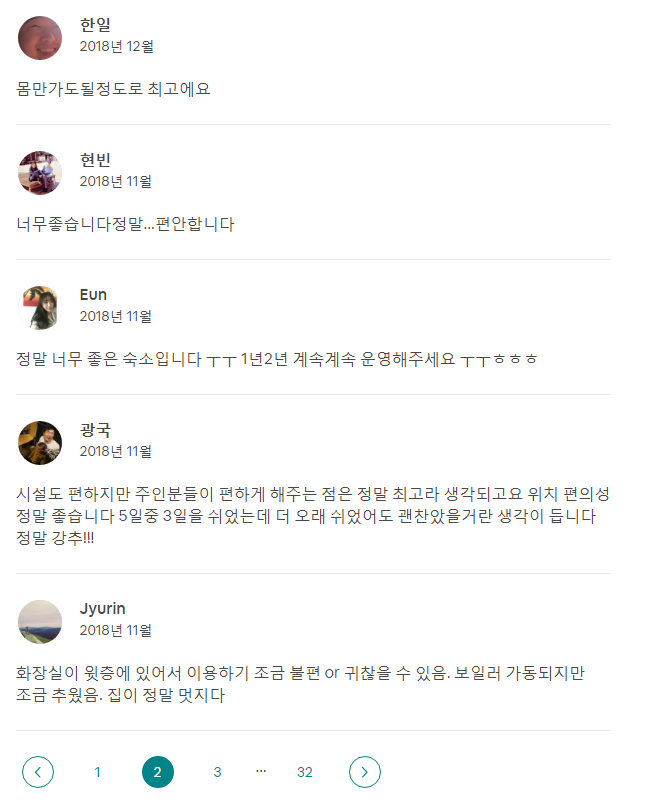 한일
2018년 12월
몸만가도될정도로 최고에요
현빈
2018년 11월
너무좋습니다정말...편안합니다
Eun
2018년 11월
정말 너무 좋은 숙소입니다 ㅜㅜ 1년2년 계속계속 운영해주세요 ㅜㅜㅎㅎㅎ
광국
2018년 11월
시설도 편하지만 주인분들이 편하게 해주는 점은 정말 최고라 생각되고요 위치 편의성
정말 좋습니다 5일중 3일을 쉬었는데 더 오래 쉬었어도 괜찬았을거란 생각이 듭니다
정말 강추!!!
Jyurin
2018년 11월
화장실이 윗층에 있어서 이용하기 조금 불편 or 귀찮을 수 있음. 보일러 가동되지만
조금 추웠음. 집이 정말 멋지다
1 2 3 ... 32